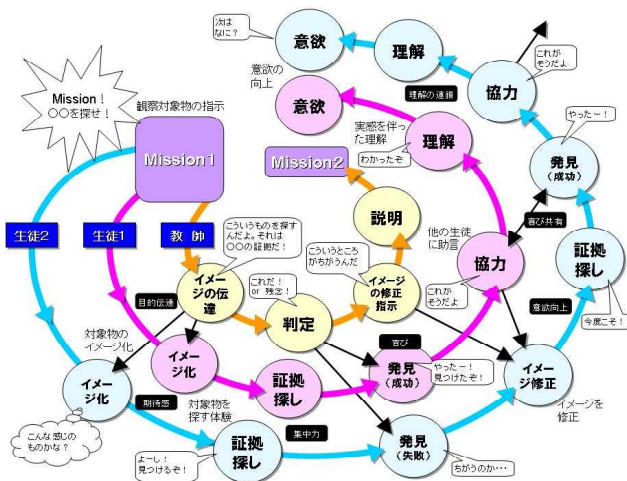 次は
なに？
意欲
理解
これが
そうだよ
意欲の
向上
Mission！
○○を探せ！
観察対象物の指示
意欲
理解の連鎖
協力
やったー！
Mission1
実感を伴った
理解
理解
わかったぞ
発見
(成功)
Mission2
説明
喜び共有
生徒2
生徒1
教 師
こういうものを探す
んだよ。それは
○○の証拠だ！
こういうところ
がちがうんだ
他の生徒
に助言
証拠
探し
イメー
ジの伝
達
これだ！
or 残念！
イメージ
の修正
指示
これが
そうだよ
協力
目的伝達
判定
意欲向上
今度こそ！
対象物の
イメージ化
イメー
ジ化
喜び
発見
(成功)
やったー！
見つけたぞ！
イメー
ジ修正
イメー
ジ化
証拠
探し
期待感
対象物を
探す体験
イメージを
修正
こんな感じの
ものかな？
証拠
探し
集中力
発見
(失敗)
よーし！
見つけるぞ！
ちがうのか・・・